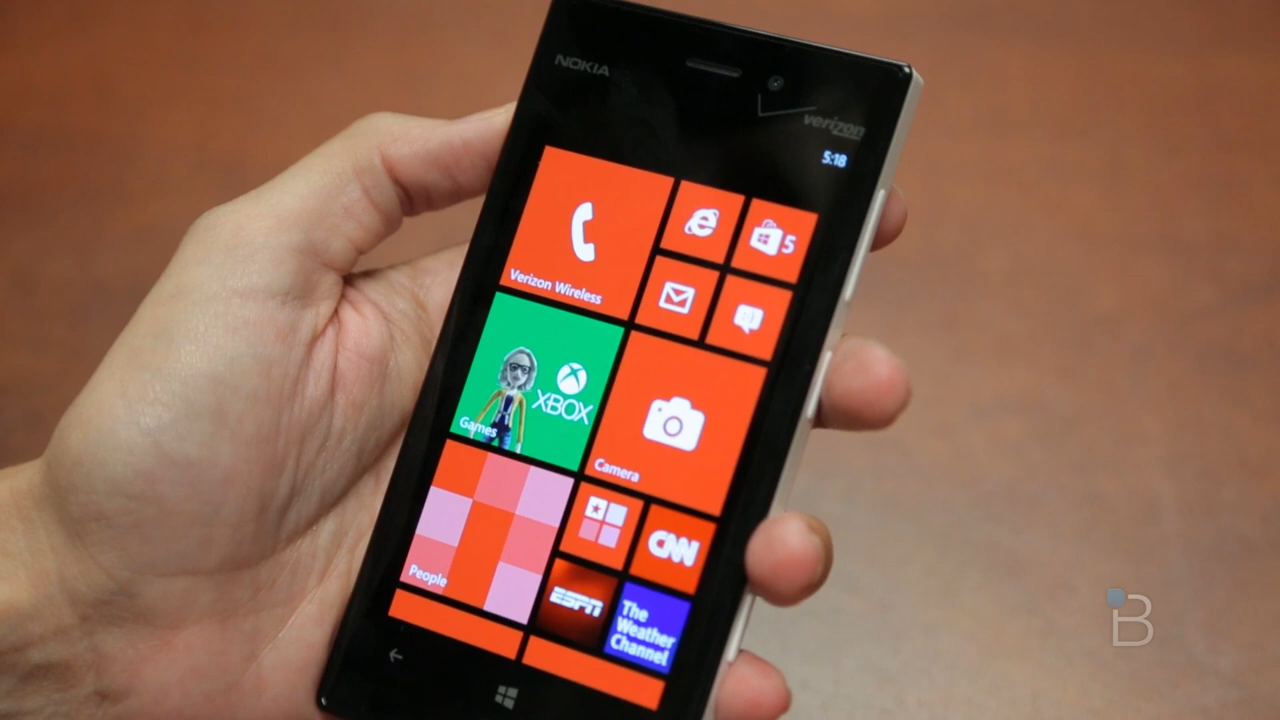 NOKIA
verizon
5:18
5
Verizon Wireless
XBOX
Games
Camera
People
CNN
ESPN
The
Weather
Channel
B